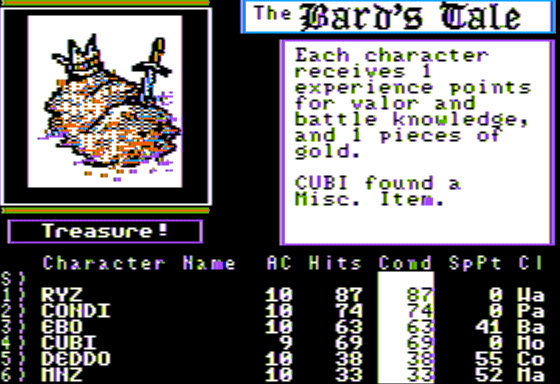 The Bard's Tale
Each character
receives 1
experience points
for valor and
battle knowledge,
and 1 pieces of
gold.
CUBI found a
Misc. Item.
Treasure!
Character Name AC Hits Cond SpPt Cl
S)
1) RYZ 10 87 87 0 Wa
2) CONDI 10 74 74 0 Pa
3) EBO 10 63 63 41 Ba
4) CUBI 9 69 69 0 Mo
5) DEDDO 10 38 38 55 Co
6) MNZ 10 33 33 52 Ma